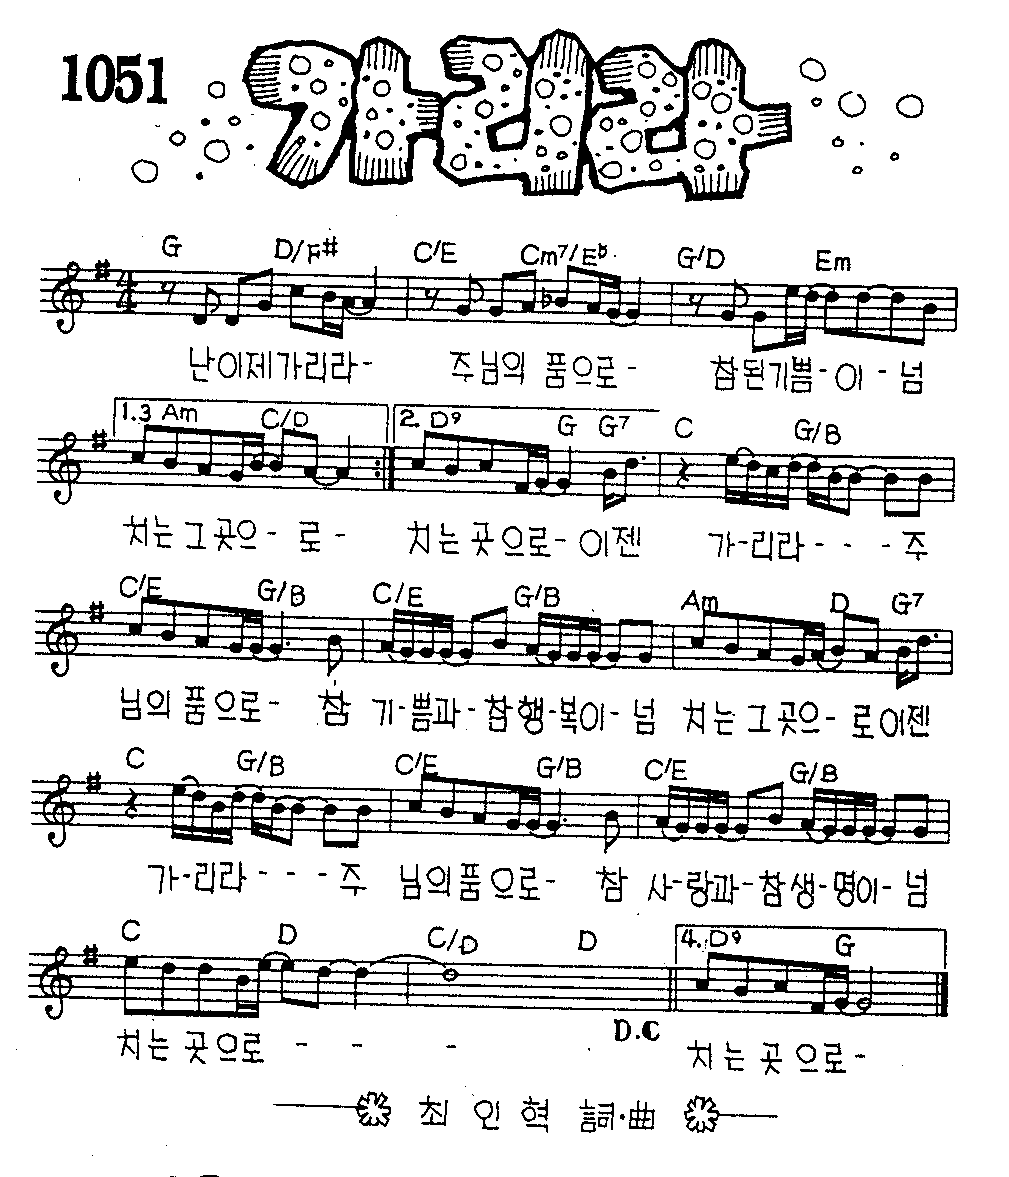 1051
가리라
G D/F# C/E Cm7/Eb G/D Em
난이제가리라- 주님의 품으로- 참된기쁨-이-넘
1.3 Am C/D 2. D9 G G7 C G/B
치는그곳으-로- 치는곳으로-이젠 가-리라---주
C/E G/B C/E G/B Am D G7
님의품으로- 참 기-쁨과-참행-복이-넘 치는그곳으-로이젠
C G/B C/E G/B C/E G/B
가-리라---주 님의품으로- 참 사-랑과-참생-명이-넘
C D C/D D 4. D9 G
치는곳으로--- 치는곳으로-
D.C
최인혁 詞·曲